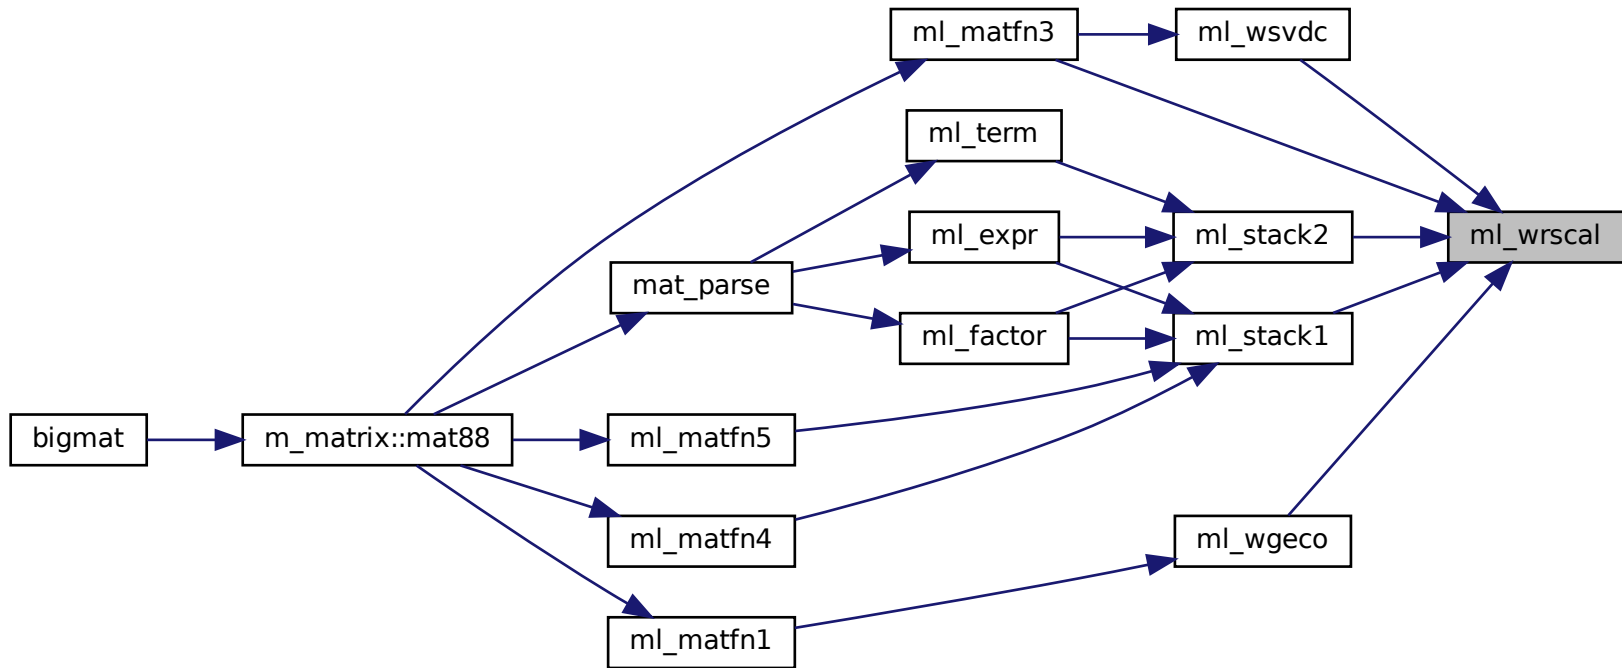 ml_matfn3
ml_wsvdc
ml_term
ml_expr
ml_stack2
ml_wrscal
mat_parse
ml_factor
ml_stack1
bigmat
m_matrix::mat88
ml_matfn5
ml_matfn4
ml_wgeco
ml_matfn1